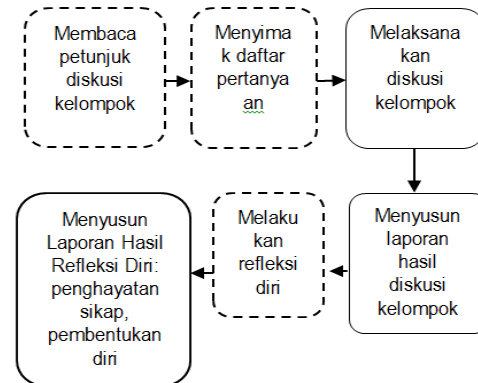 Membaca
petunjuk
diskusi
kelompok
Menyima
k daftar
pertanya
an
Melaksana
kan
diskusi
kelompok
Menyusun
laporan
hasil
diskusi
kelompok
Melaku
kan
refleksi
diri
Menyusun
Laporan Hasil
Refleksi Diri:
penghayatan
sikap,
pembentukan
diri